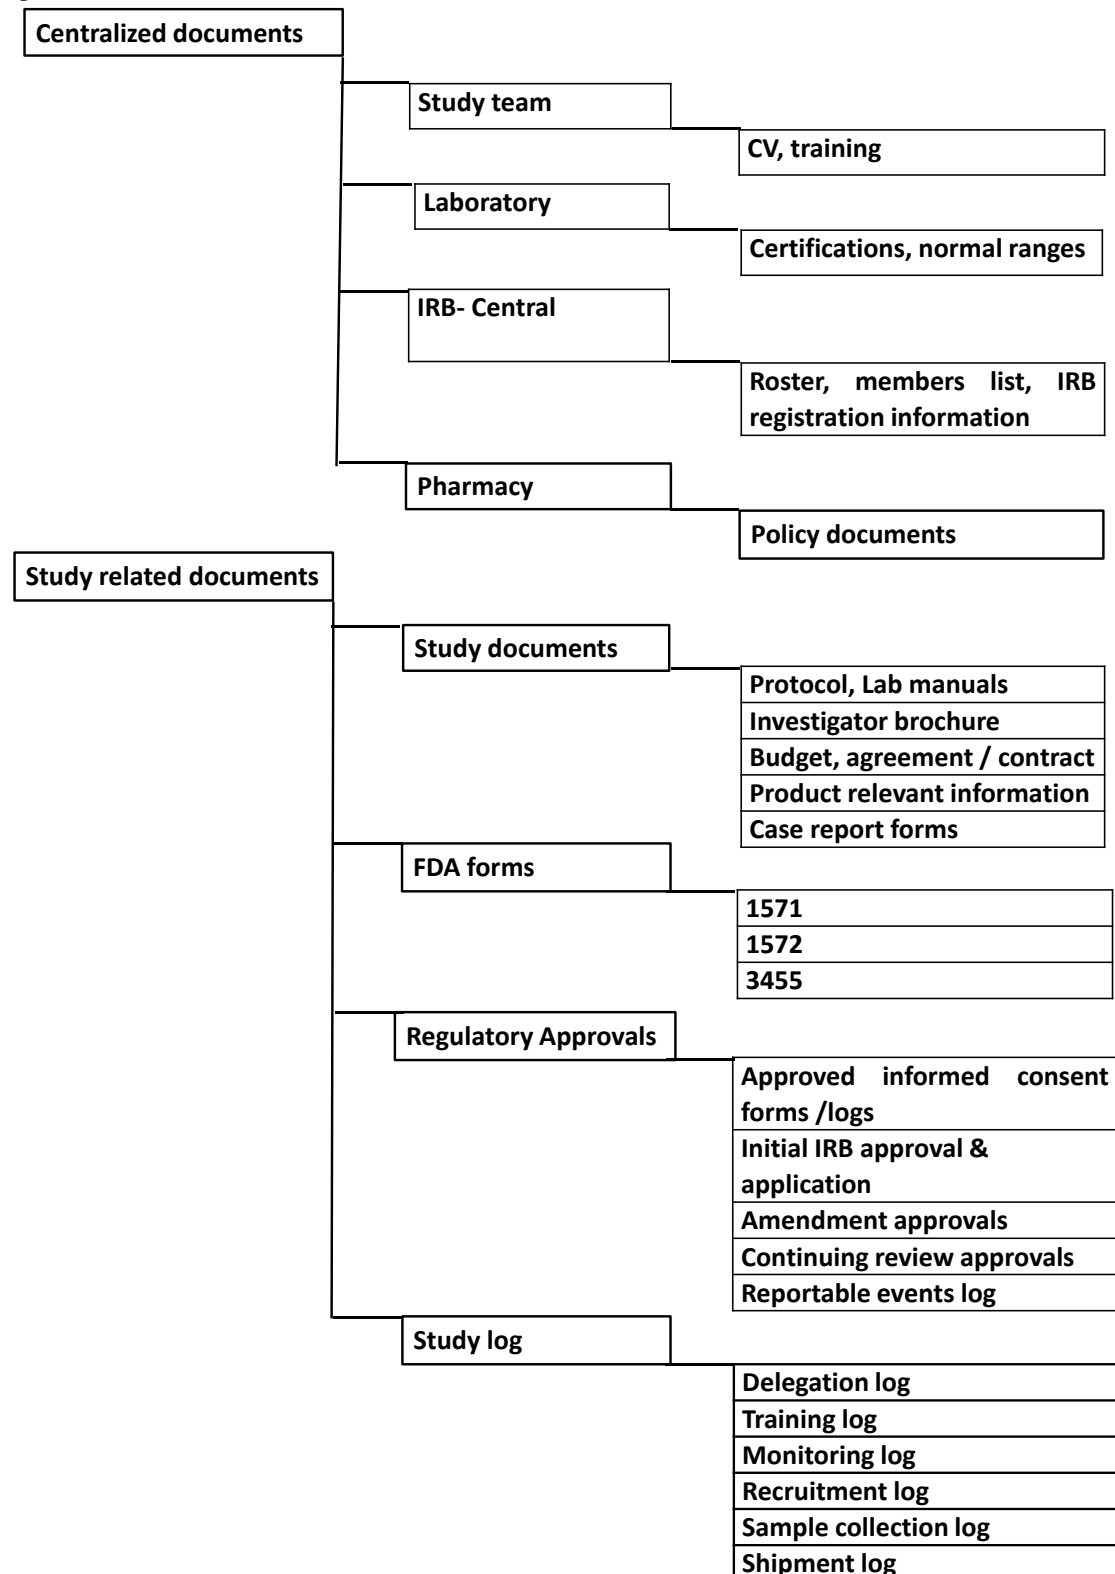 Centralized documents
Study team
CV, training
Laboratory
Certifications, normal ranges
IRB- Central
Roster, members list, IRB
registration information
Pharmacy
Policy documents
Study related documents
Study documents
Protocol, Lab manuals
Investigator brochure
Budget, agreement / contract
Product relevant information
Case report forms
FDA forms
1571
1572
3455
Regulatory Approvals
Approved informed consent
forms /logs
Initial IRB approval &
application
Amendment approvals
Continuing review approvals
Reportable events log
Study log
Delegation log
Training log
Monitoring log
Recruitment log
Sample collection log
Shipment log